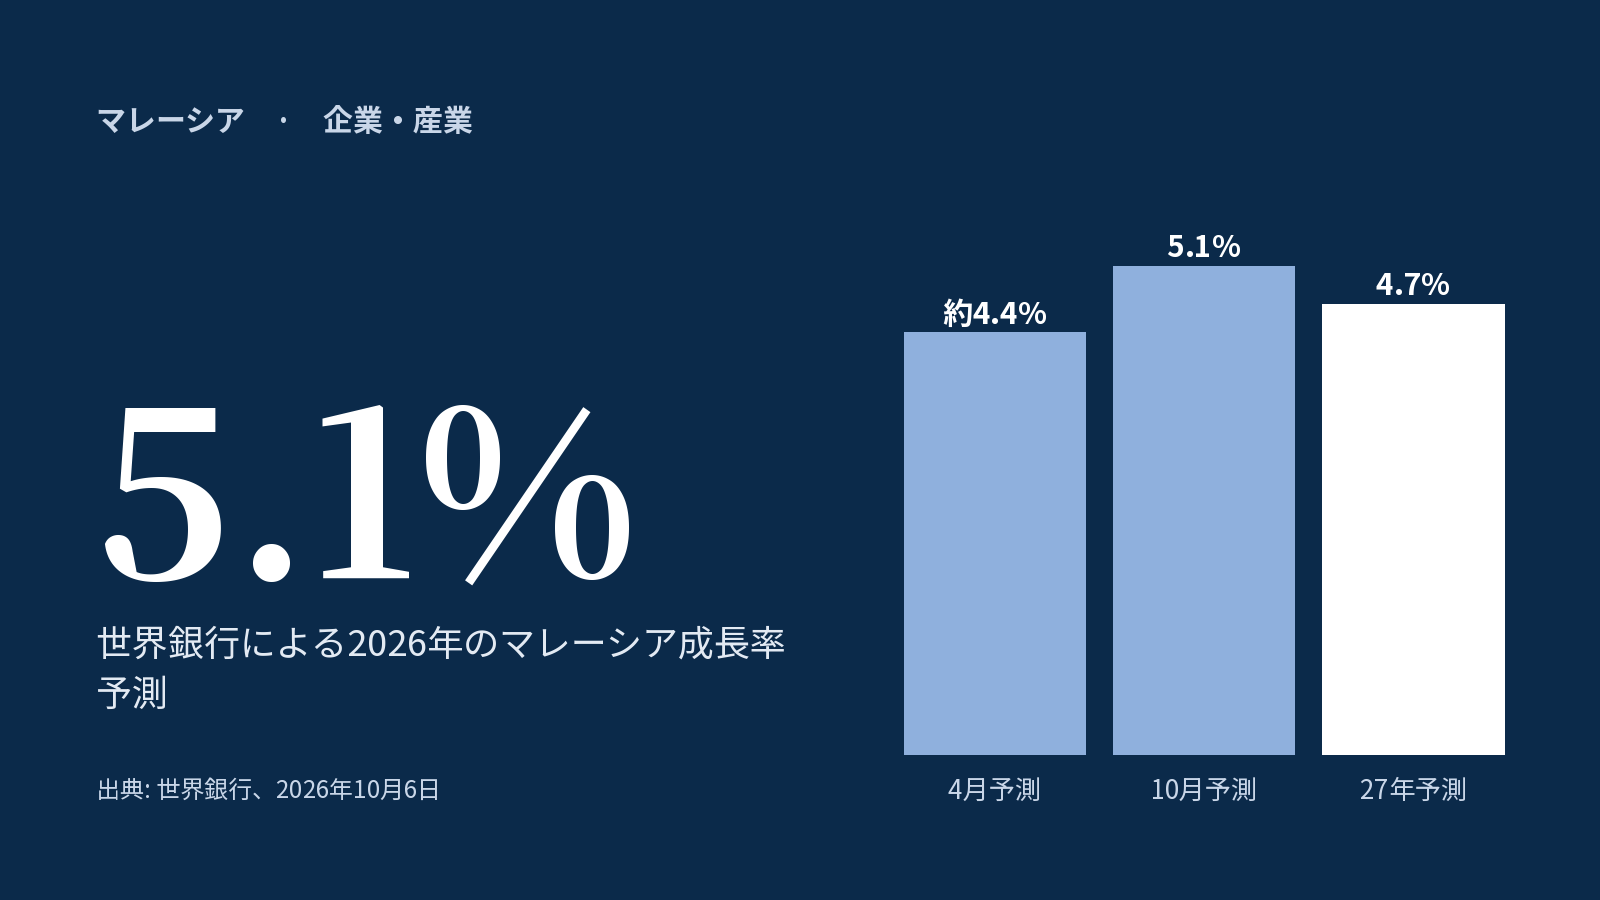 マレーシア · 企業・産業
5.1%
世界銀行による2026年のマレーシア成長率
予測
出典: 世界銀行、2026年10月6日
約4.4%
5.1%
4.7%
4月予測
10月予測
27年予測